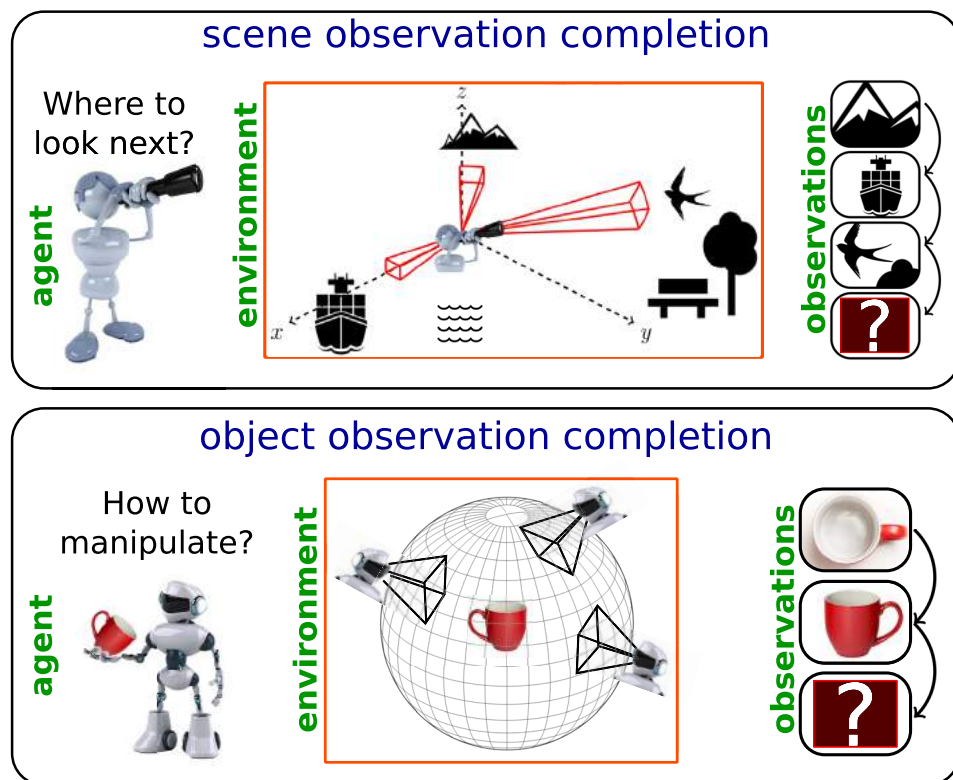 scene observation completion
Where to
look next?
agent
environment
z
x
y
observations
?
object observation completion
How to
manipulate?
agent
environment
observations
?